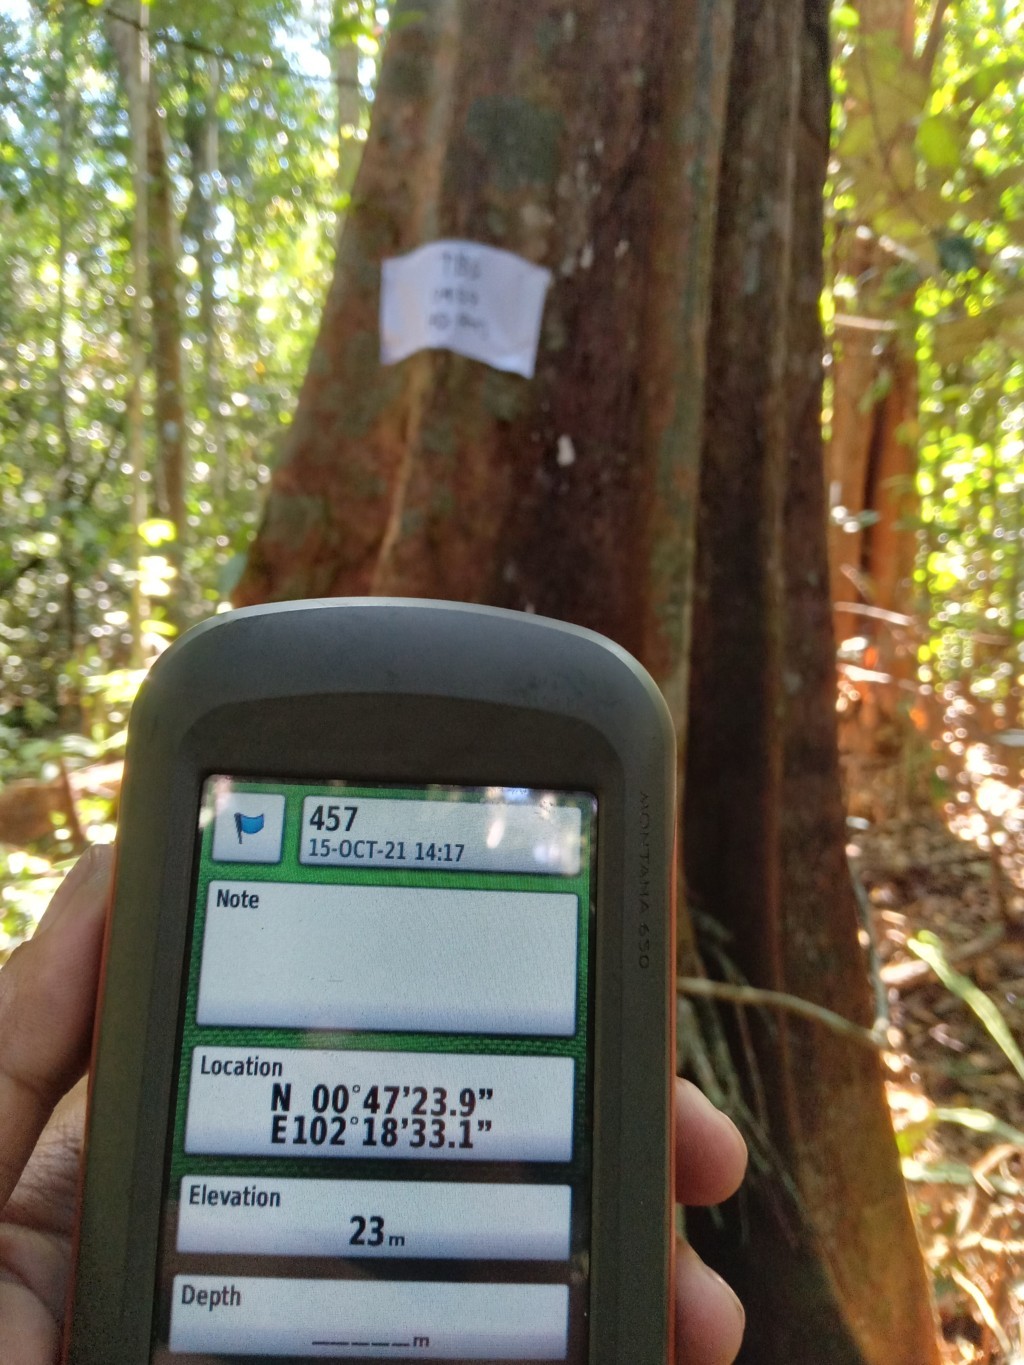 457
15-OCT-21 14:17
Note
Location
N 00°47'23.9"
E102°18'33.1"
Elevation
23m
Depth
_____m
MONTANA 650